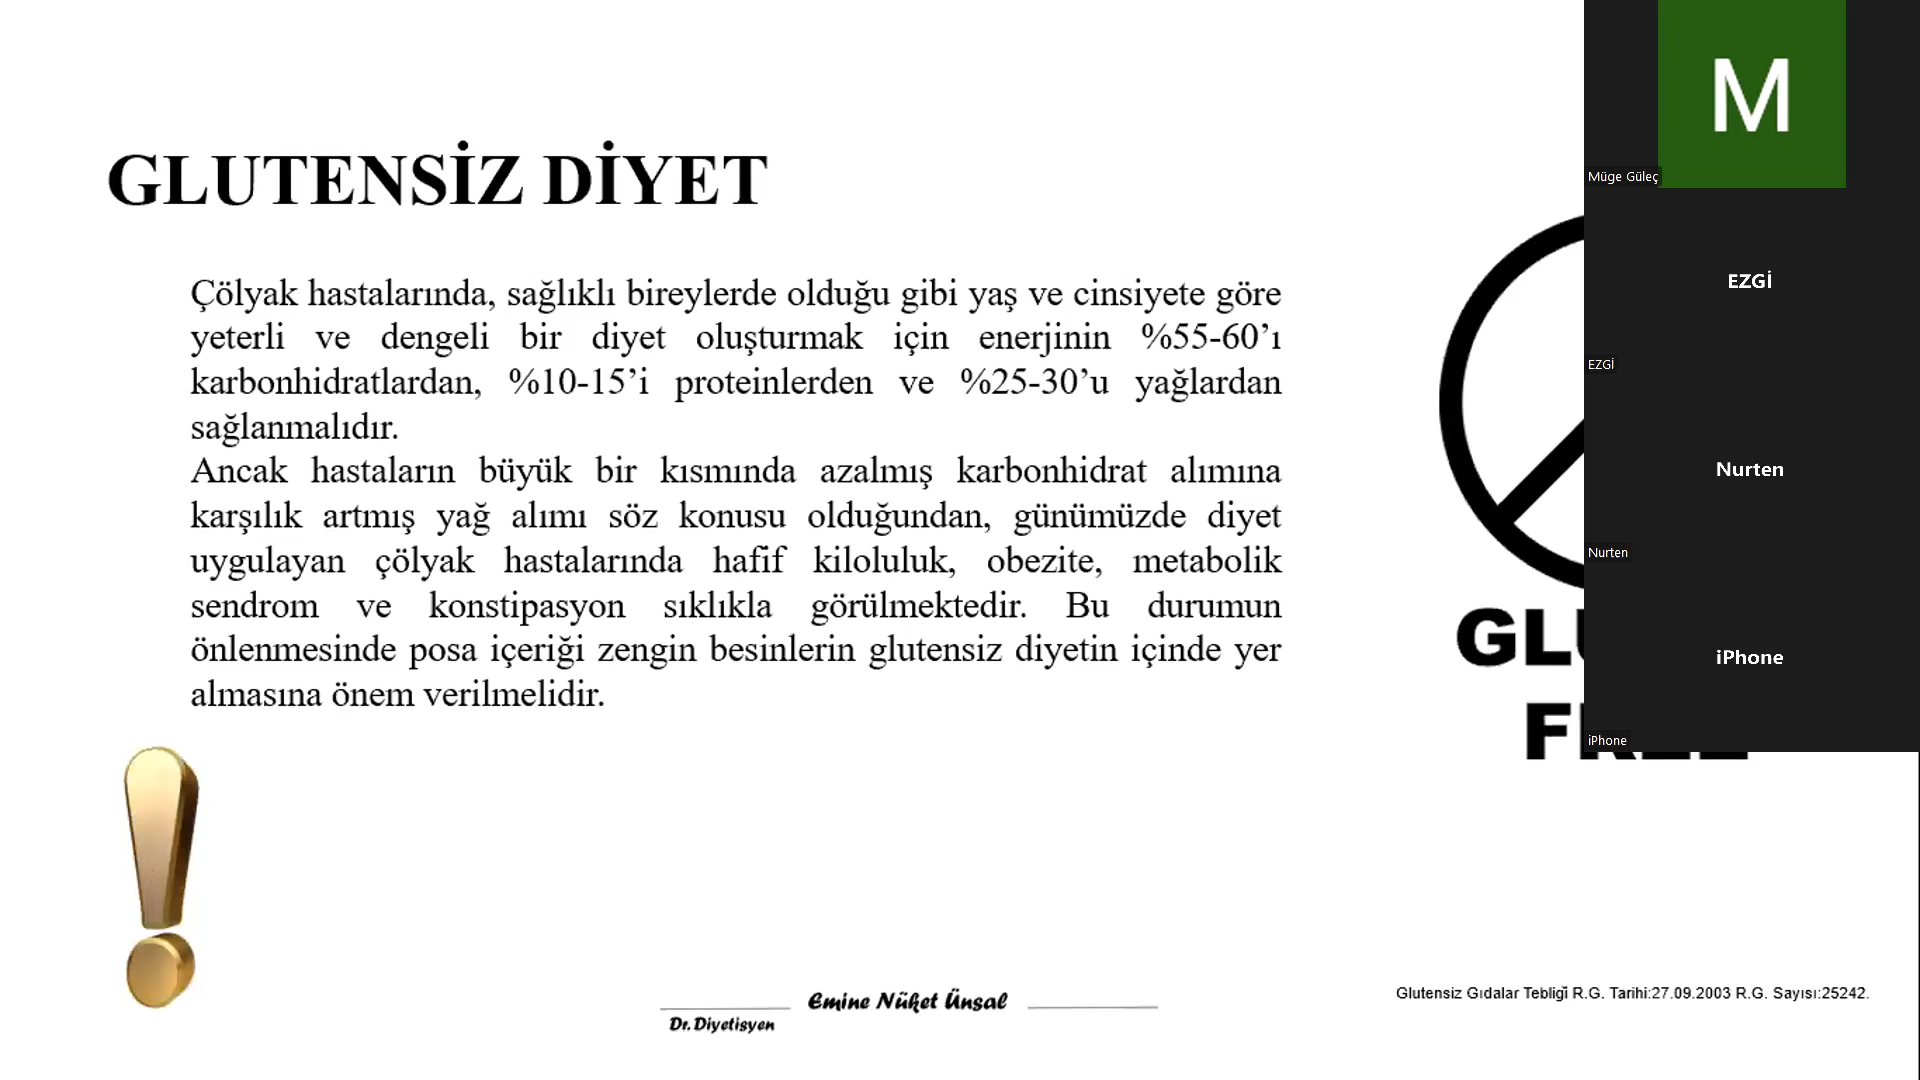 GLUTENSİZ DİYET
Çölyak hastalarında, sağlıklı bireylerde olduğu gibi yaş ve cinsiyete göre
yeterli ve dengeli bir diyet oluşturmak için enerjinin %55-60’ı
karbonhidratlardan, %10-15’i proteinlerden ve %25-30’u yağlardan
sağlanmalıdır.
Ancak hastaların büyük bir kısmında azalmış karbonhidrat alımına
karşılık artmış yağ alımı söz konusu olduğundan, günümüzde diyet
uygulayan çölyak hastalarında hafif kiloluluk, obezite, metabolik
sendrom ve konstipasyon sıklıkla görülmektedir. Bu durumun
önlenmesinde posa içeriği zengin besinlerin glutensiz diyetin içinde yer
almasına önem verilmelidir.
Emine Nüket Ünsal
Dr. Diyetisyen
Glutensiz Gıdalar Tebliği R.G. Tarihi:27.09.2003 R.G. Sayısı:25242.
M
Müge Güleç
EZGİ
EZGİ
Nurten
Nurten
iPhone
iPhone